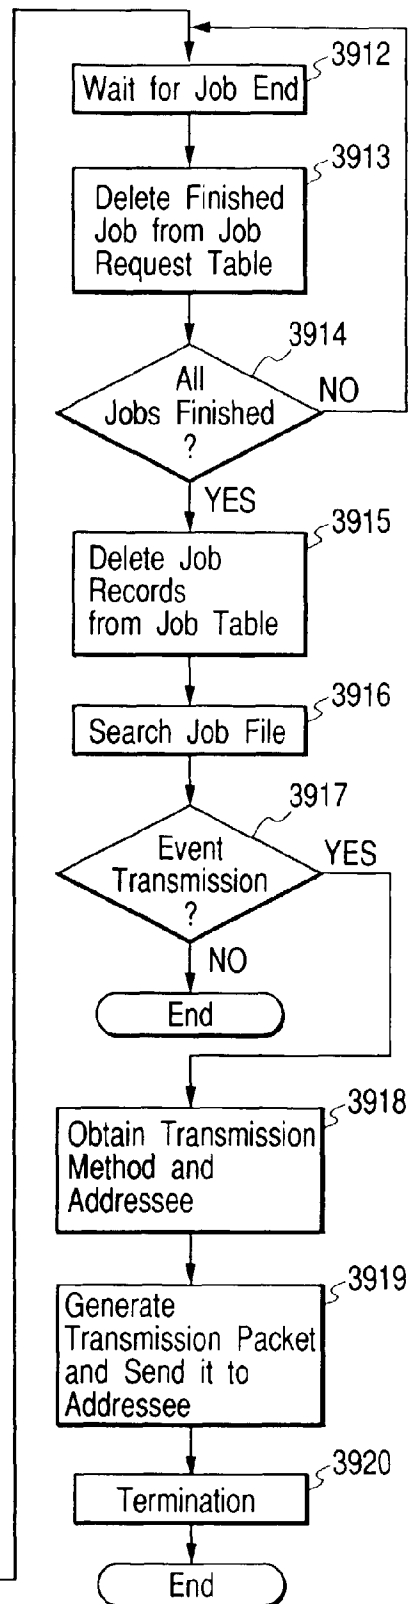 3912
Wait for Job End
3913
Delete Finished
Job from Job
Request Table
3914
All
Jobs Finished
?
NO
YES
3915
Delete Job
Records
from Job Table
3916
Search Job File
3917
Event
Transmission
?
YES
NO
End
3918
Obtain Transmission
Method and
Addressee
3919
Generate
Transmission Packet
and Send it to
Addressee
3920
Termination
End